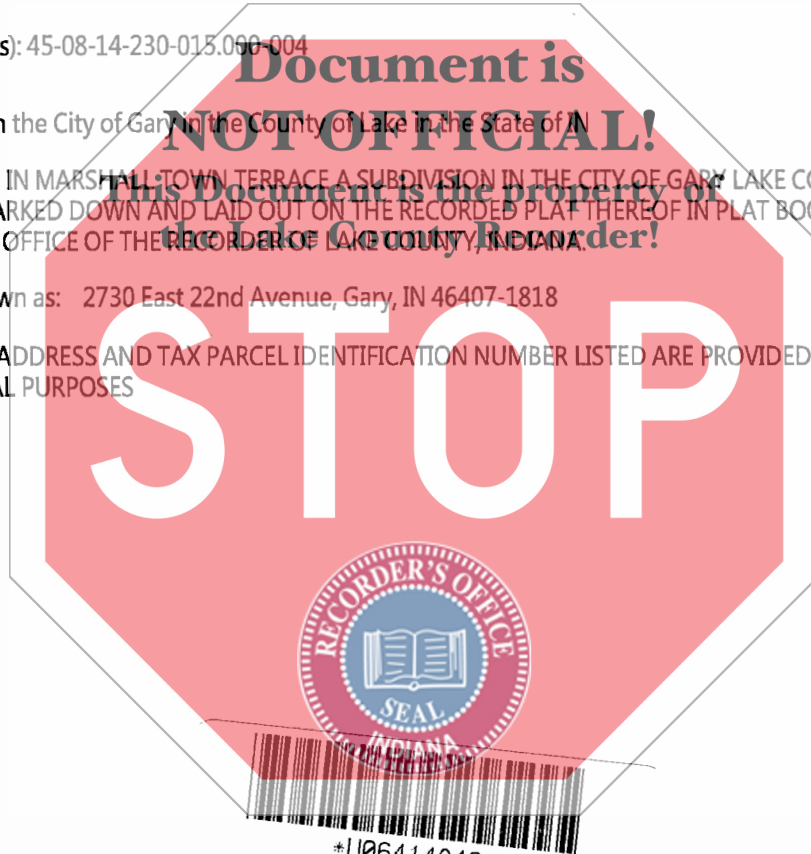 s): 45-08-14-230-015.000-004
Document is
n the City of Gary in the County of Lake in the State of IN
NOT OFFICIAL!
IN MARSHALL TOWN TERRACE A SUBDIVISION IN THE CITY OF GARY LAKE CO
This Document is the property of
ARKED DOWN AND LAID OUT ON THE RECORDED PLAT THEREOF IN PLAT BOO
OFFICE OF THE RECORDER OF LAKE COUNTY, INDIANA.
the Lake County Recorder!
wn as: 2730 East 22nd Avenue, Gary, IN 46407-1818
ADDRESS AND TAX PARCEL IDENTIFICATION NUMBER LISTED ARE PROVIDED
AL PURPOSES
STOP
RECORDER'S OFFICE
SEAL
INDIANA